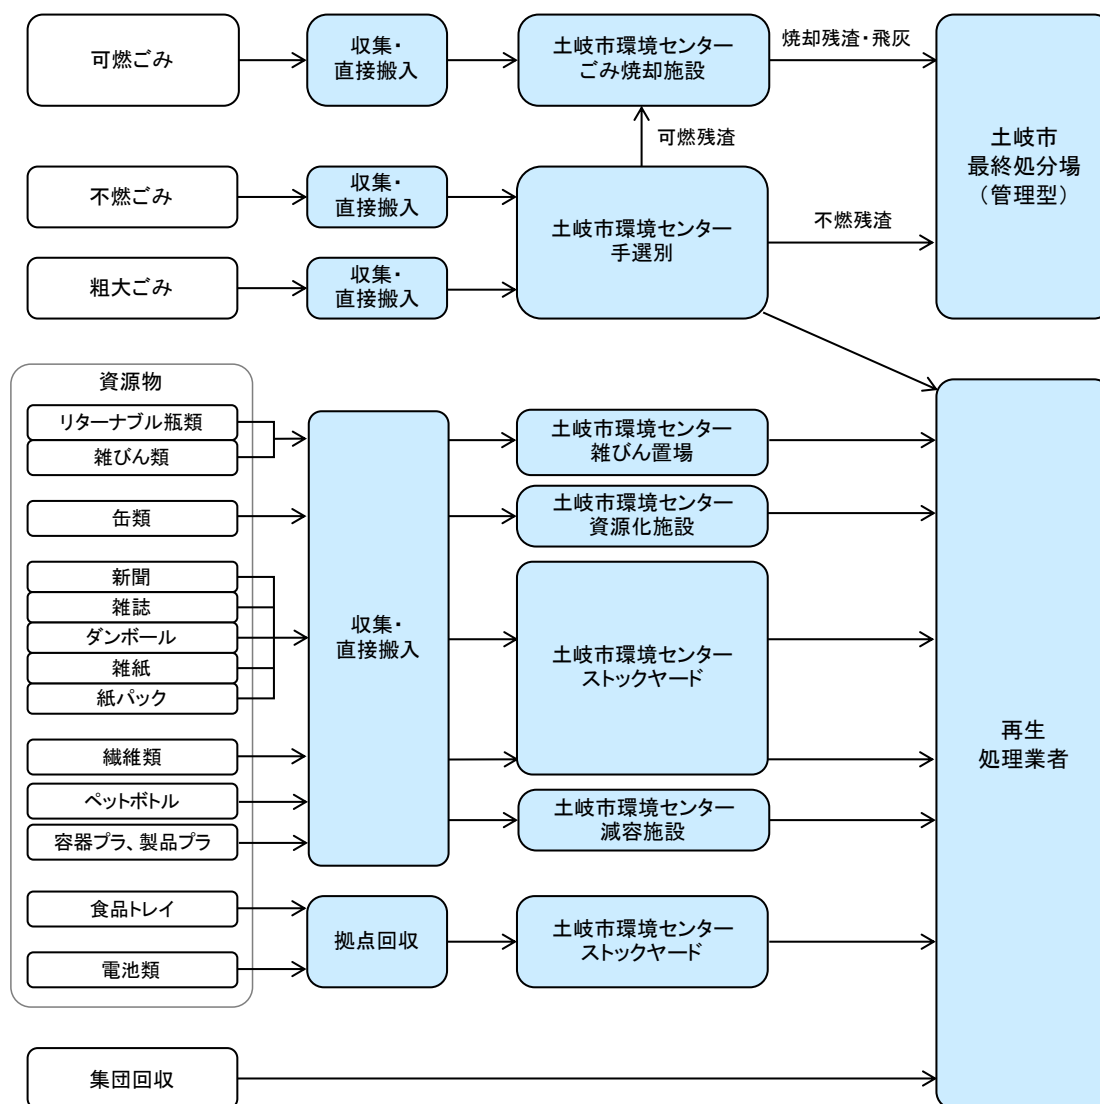 可燃ごみ
収集・
直接搬入
土岐市環境センター
ごみ焼却施設
焼却残渣・飛灰
可燃残渣
土岐市
最終処分場
（管理型）
不燃ごみ
収集・
直接搬入
土岐市環境センター
手選別
不燃残渣
粗大ごみ
収集・
直接搬入
資源物
リターナブル瓶類
雑びん類
缶類
新聞
雑誌
ダンボール
雑紙
紙パック
繊維類
ペットボトル
容器プラ、製品プラ
食品トレイ
電池類
収集・
直接搬入
拠点回収
土岐市環境センター
雑びん置場
土岐市環境センター
資源化施設
土岐市環境センター
ストックヤード
土岐市環境センター
減容施設
土岐市環境センター
ストックヤード
再生
処理業者
集団回収